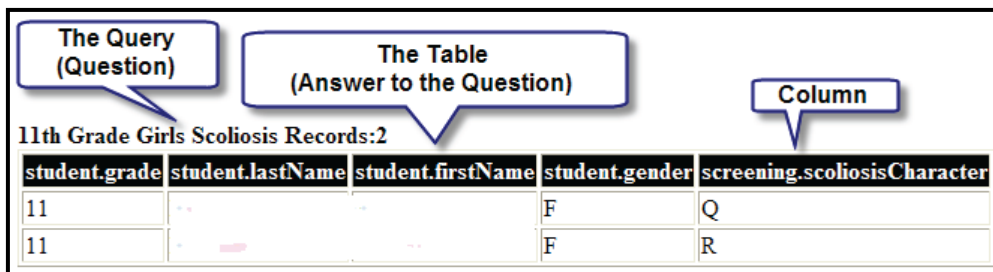 The Query
(Question)
The Table
(Answer to the Question)
Column
11th Grade Girls Scoliosis Records:2
student.grade student.lastName student.firstName student.gender screening.scoliosisCharacter
11 F Q
11 F R